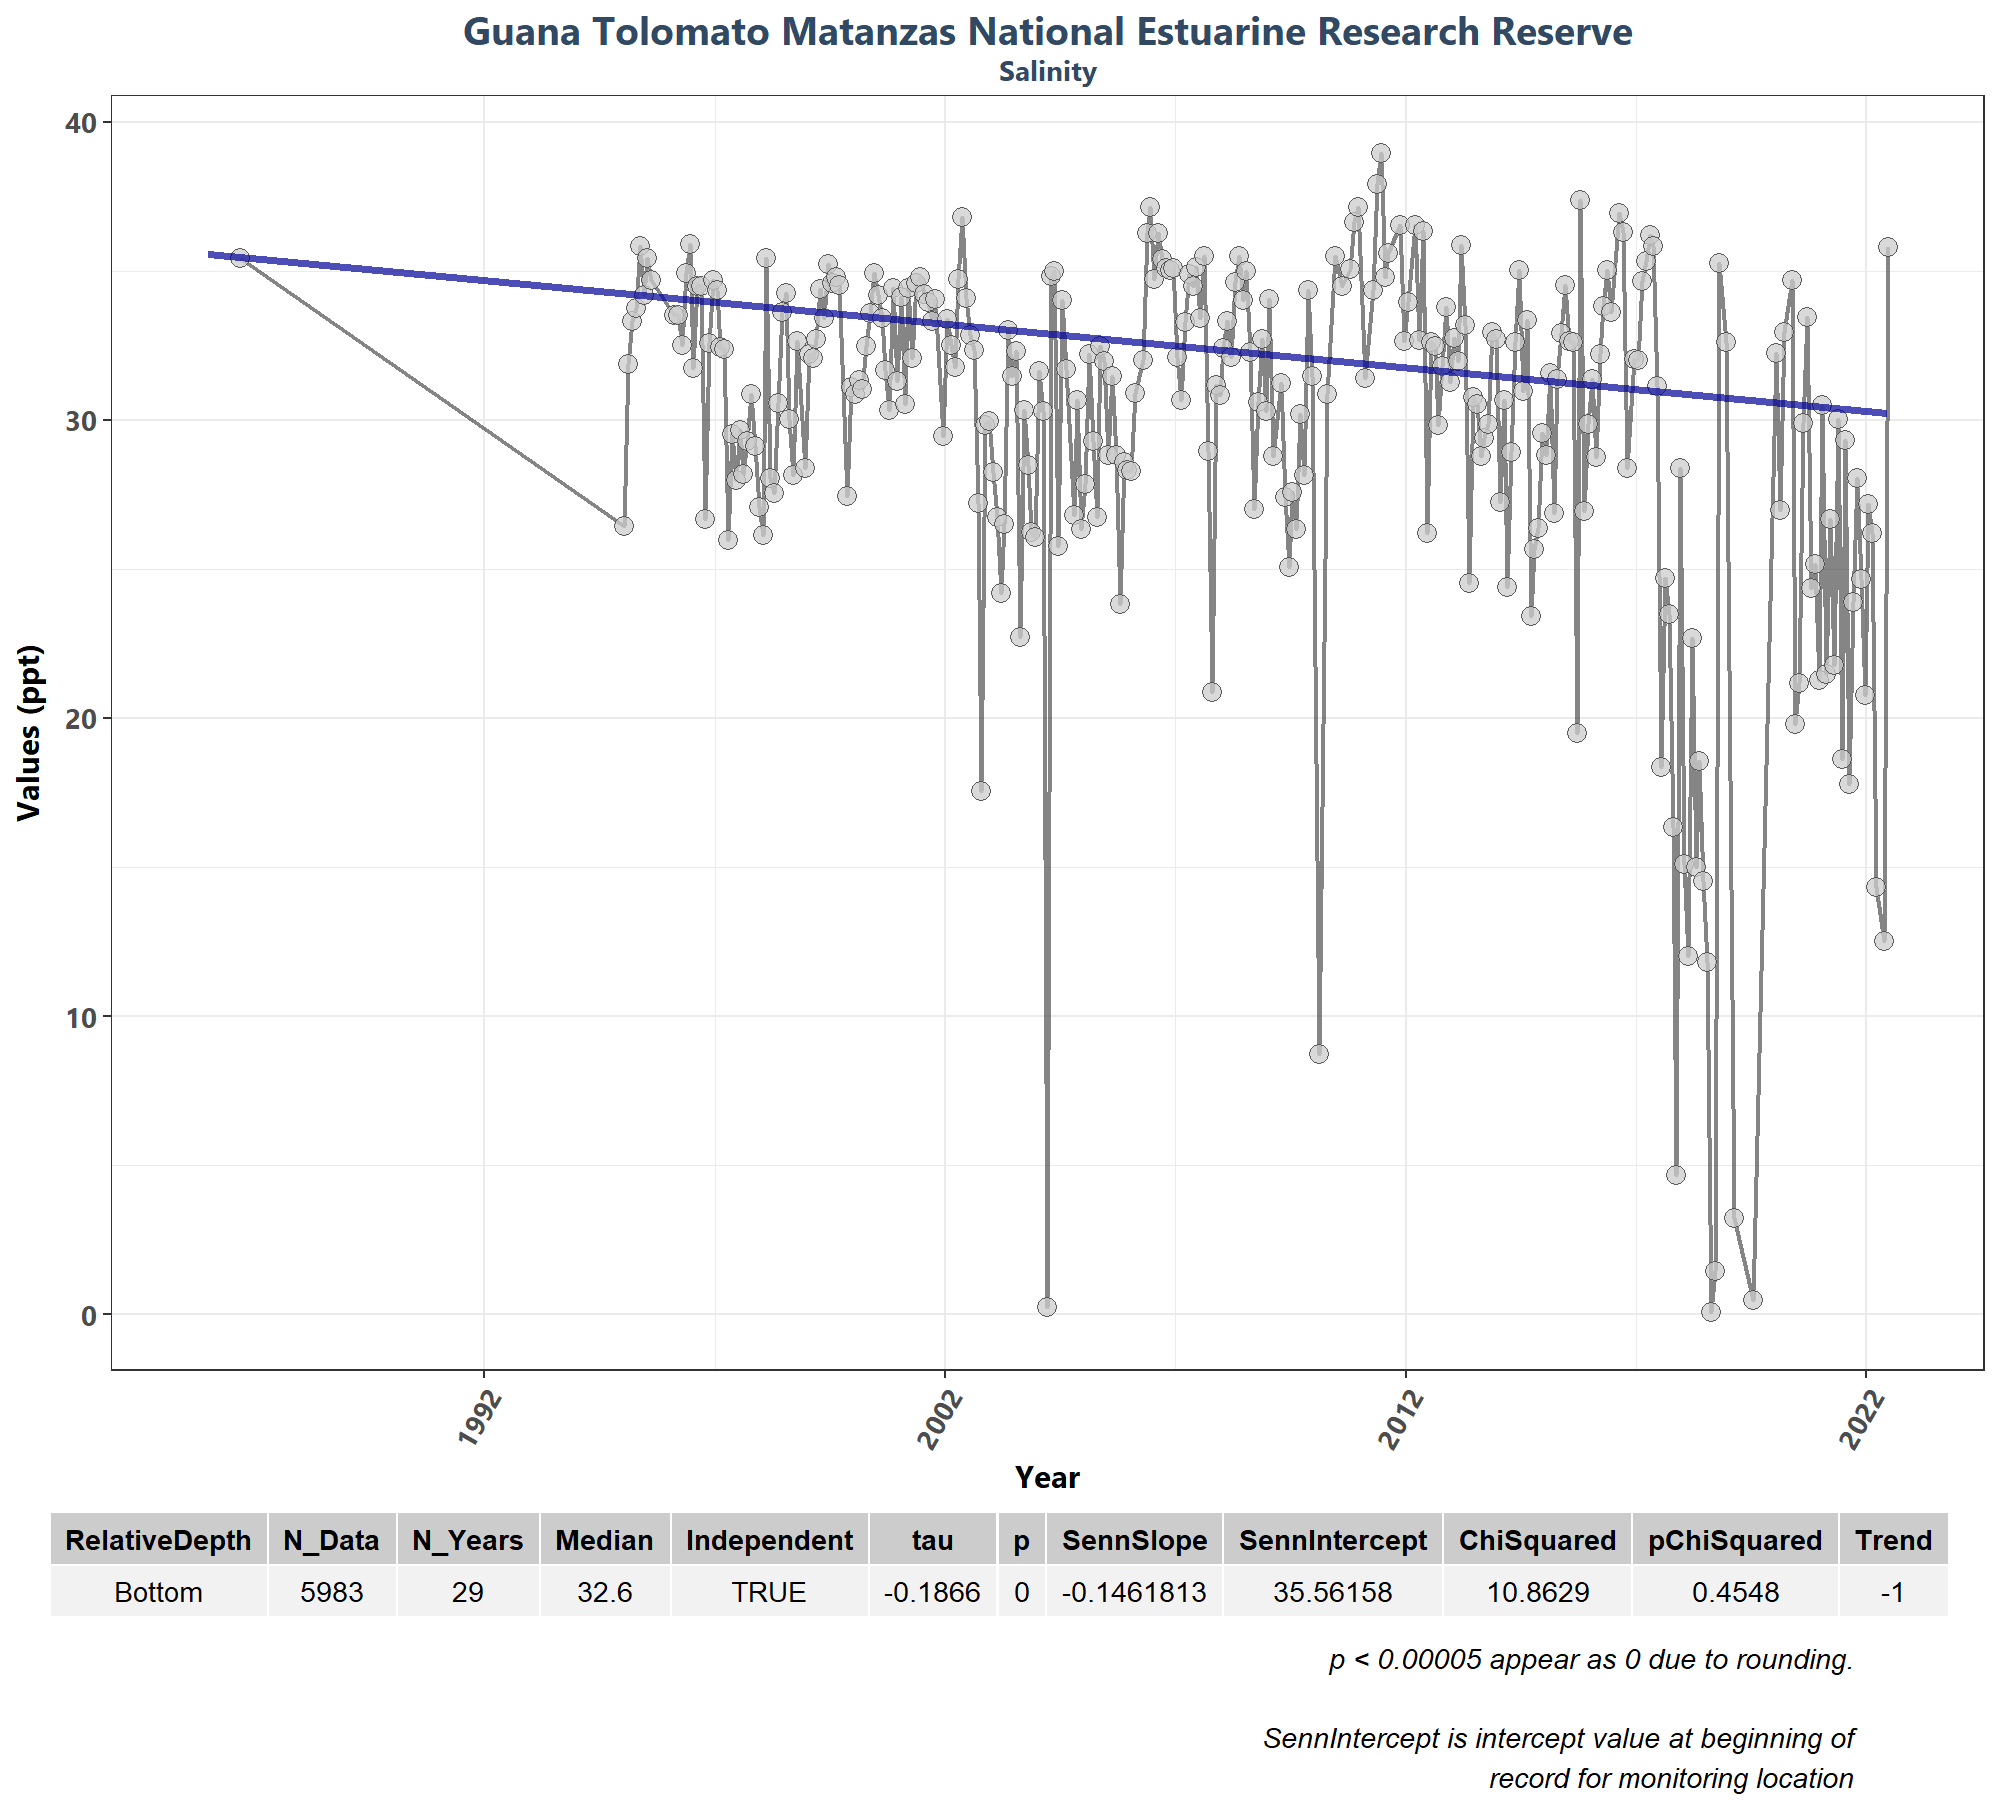 Guana Tolomato Matanzas National Estuarine Research Reserve
Salinity
40
30
20
10
0
Values (ppt)
1992
2002
2012
2022
Year
RelativeDepth N_Data N_Years Median Independent tau p SennSlope SennIntercept ChiSquared pChiSquared Trend
Bottom 5983 29 32.6 TRUE -0.1866 0 -0.1461813 35.56158 10.8629 0.4548 -1
p < 0.00005 appear as 0 due to rounding.
SennIntercept is intercept value at beginning of
record for monitoring location